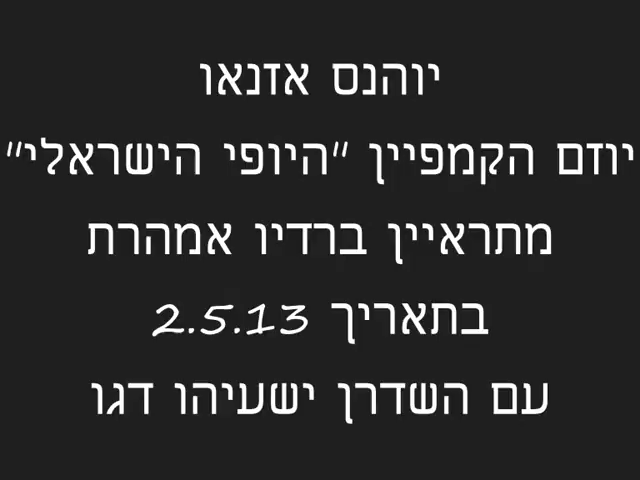 יוהנס אזנאו
יוזם הקמפיין "היופי הישראלי"
מתראיין ברדיו אמהרת
בתאריך 2.5.13
עם השדרן ישעיהו דגו